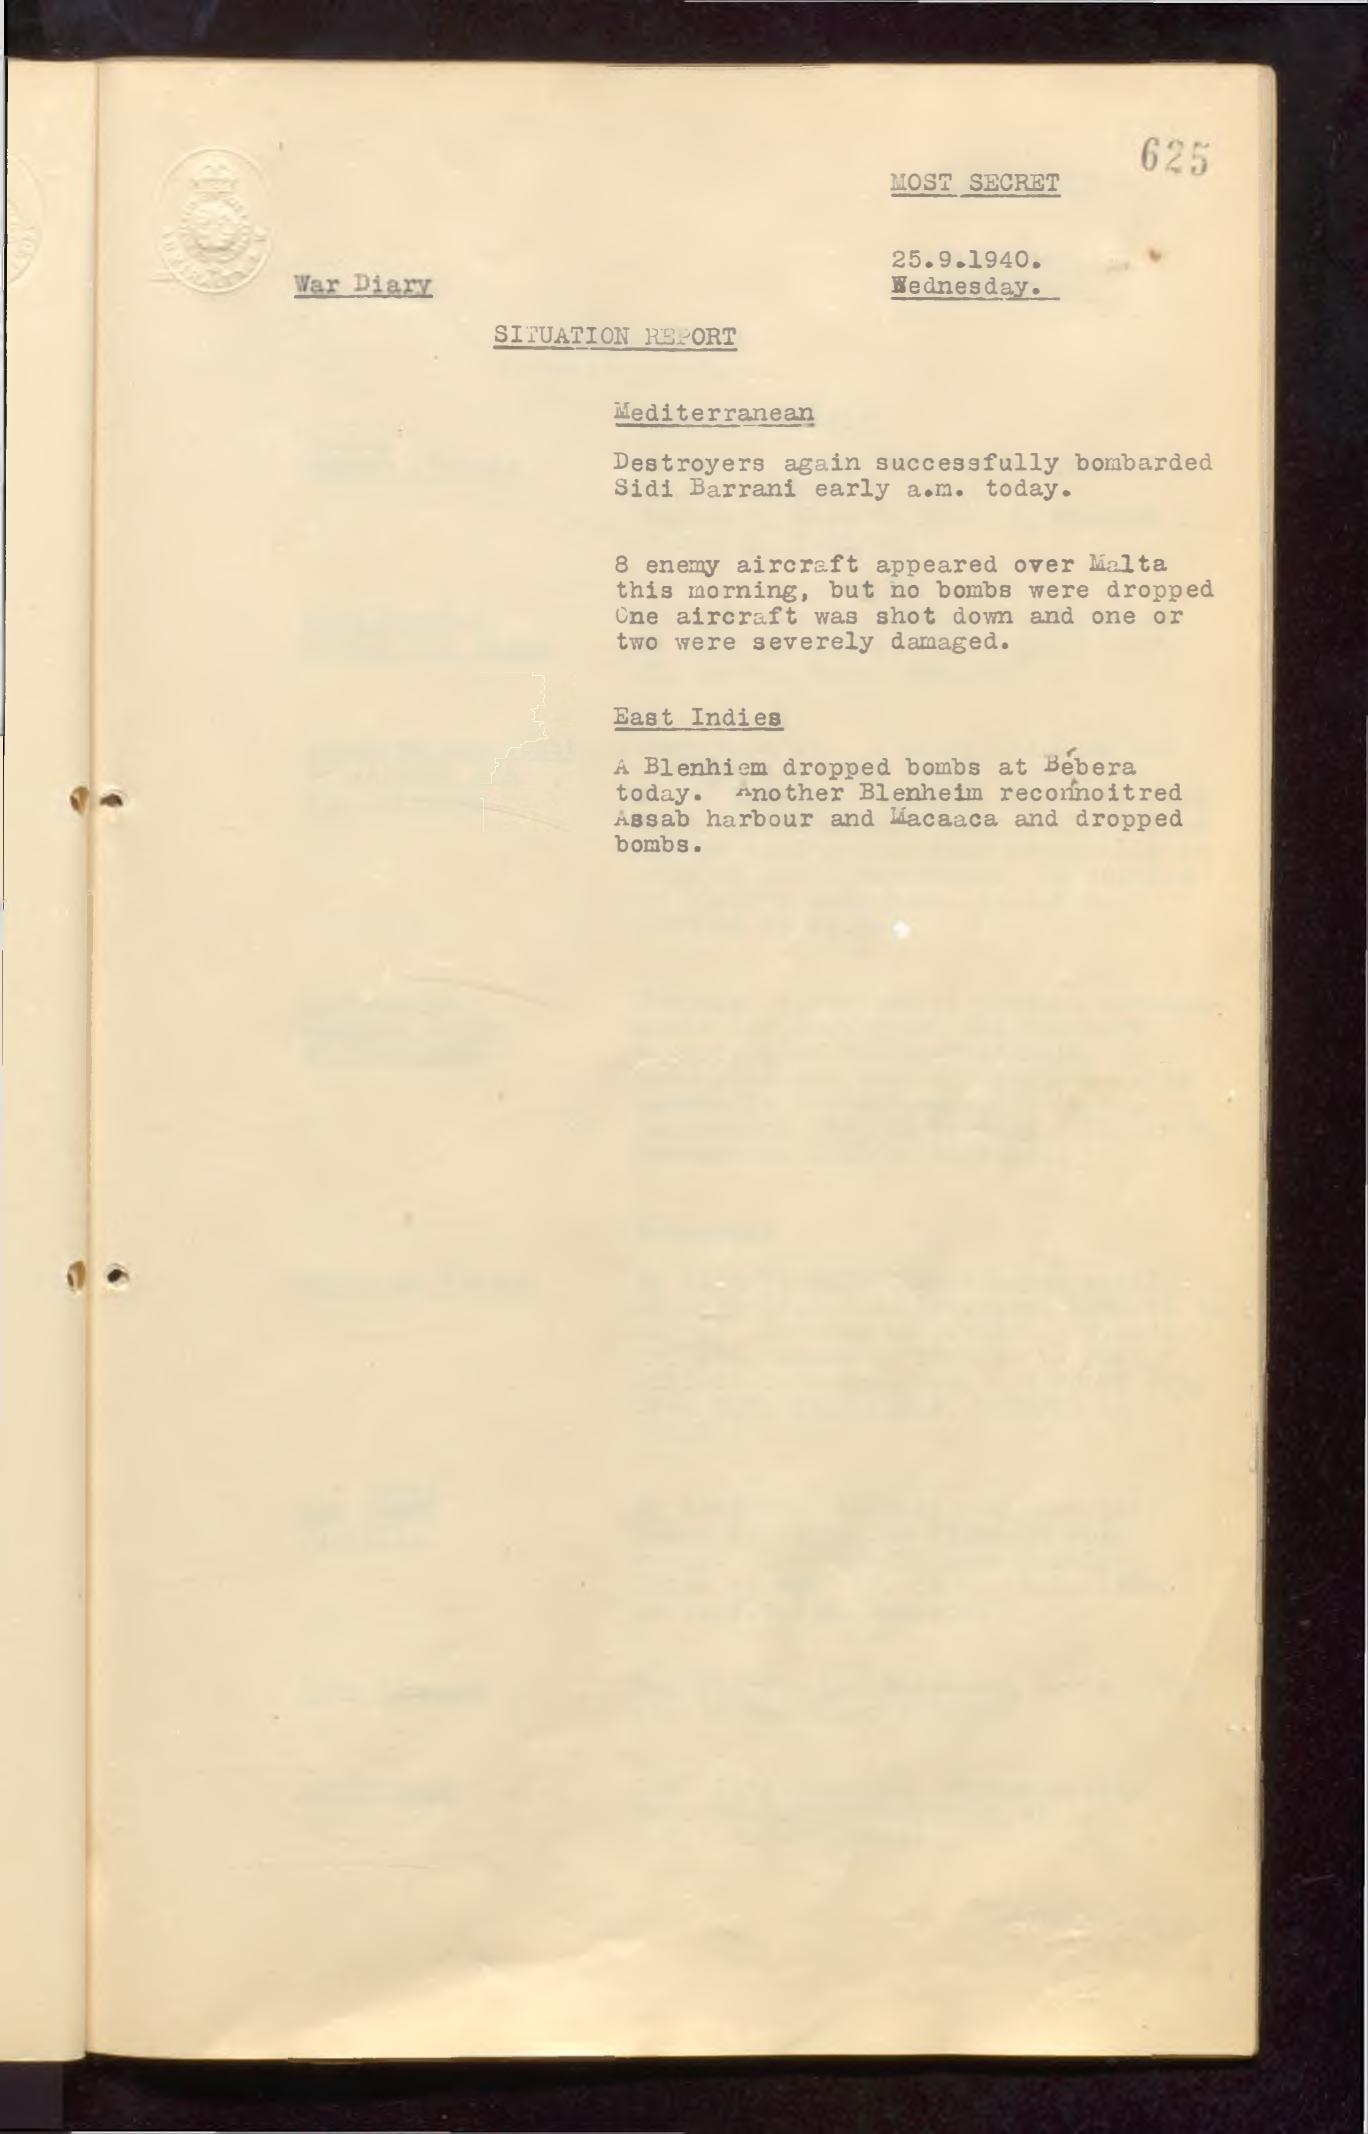 625
MOST SECRET
25.9.1940.
War Diary
Wednesday.
SITUATION REPORT
Mediterranean
Destroyers again successfully bombarded
Sidi Barrani early a.m. today.
8 enemy aircraft appeared over Malta
this morning, but no bombs were dropped
One aircraft was shot down and one or
two were severely damaged.
East Indies
A Blenhiem dropped bombs at Bérbera
today. Another Blenheim reconnoitred
Assab harbour and Macaaca and dropped
bombs.